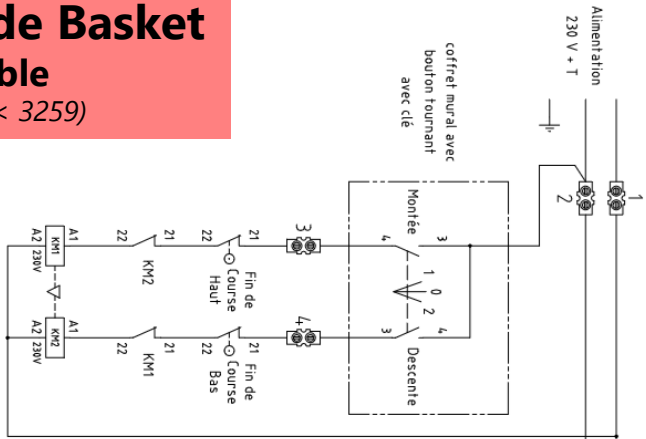 de Basket
ble
< 3259)
Alimentation
230 V + T
coffret mural avec
bouton tournant
avec clé
1
2
Montée
4
3
1
0
2
3
4
Descente
3
21
Fin de
Course
Haut
22
21
KM2
22
A1
KM1
A2
230V
4
21
Fin de
Course
Bas
22
21
KM1
22
A1
KM2
A2
230V